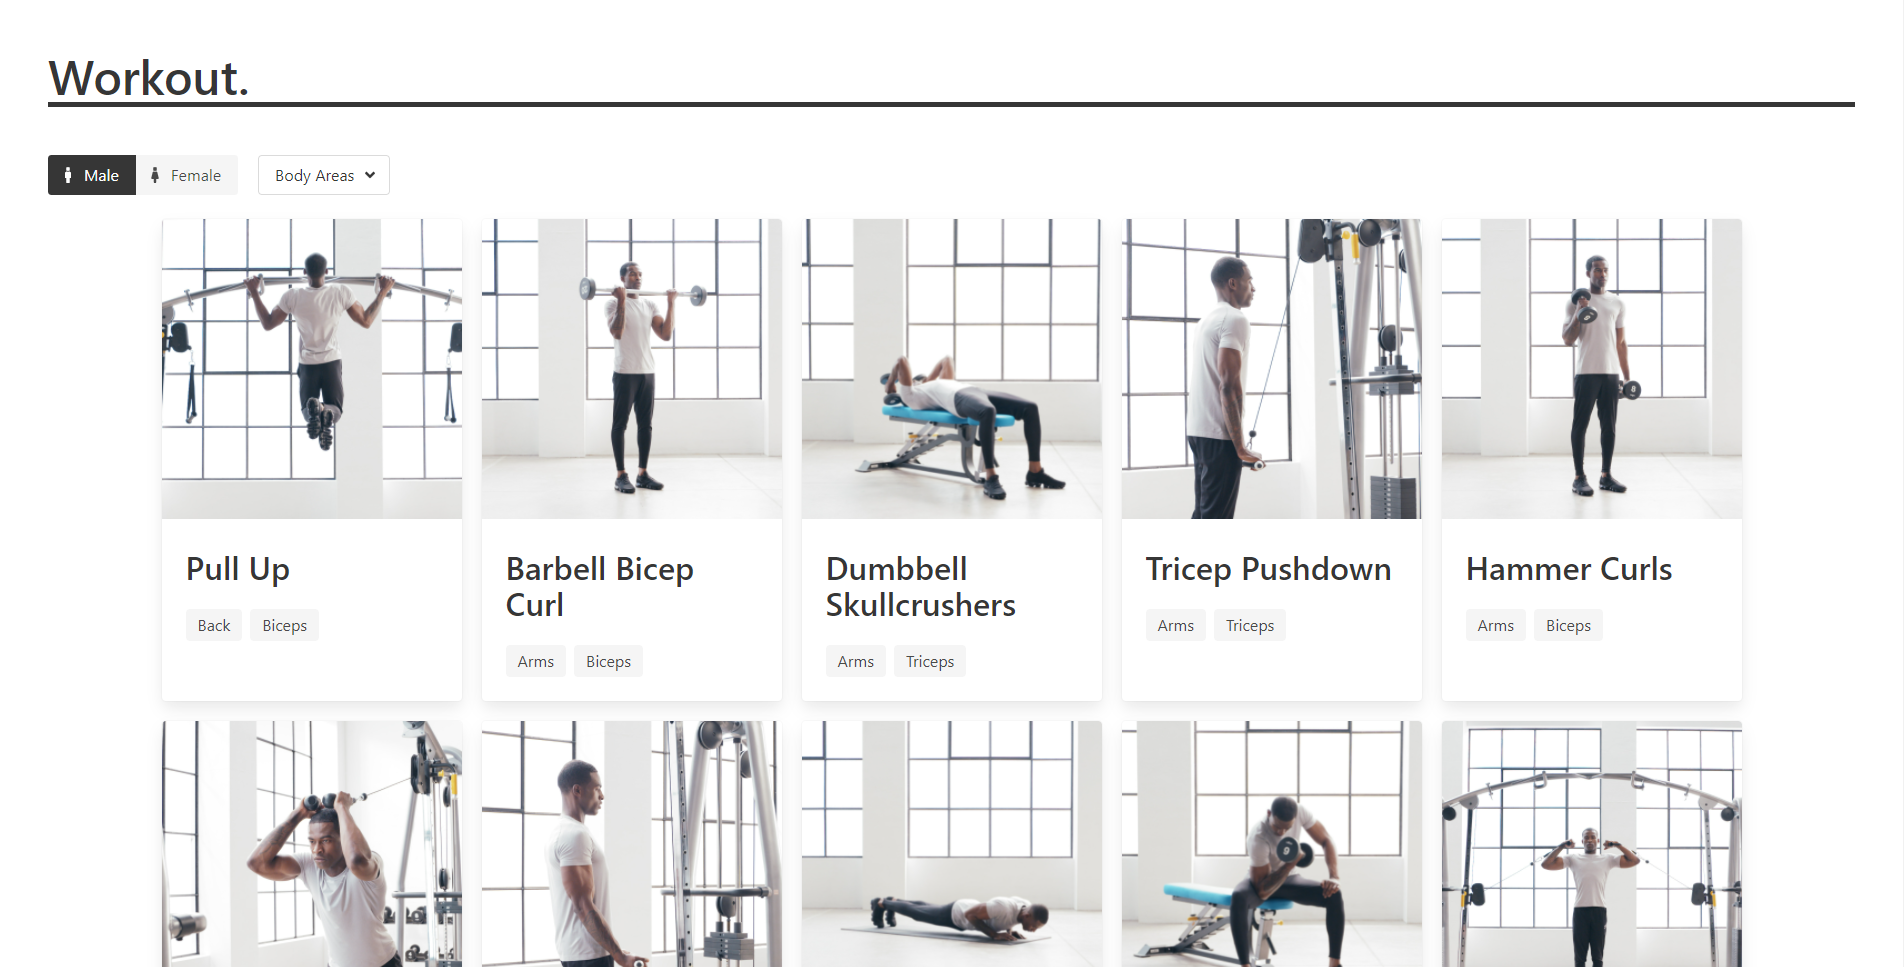 Workout.
Male
Female
Body Areas
Pull Up
Back
Biceps
Barbell Bicep
Curl
Arms
Biceps
Dumbbell
Skullcrushers
Arms
Triceps
Tricep Pushdown
Arms
Triceps
Hammer Curls
Arms
Biceps